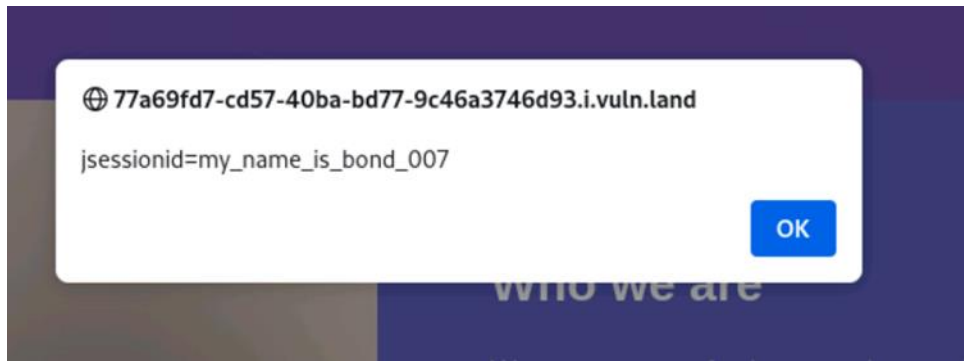 77a69fd7-cd57-40ba-bd77-9c46a3746d93.i.vuln.land
jsessionid=my_name_is_bond_007
OK
Who we are